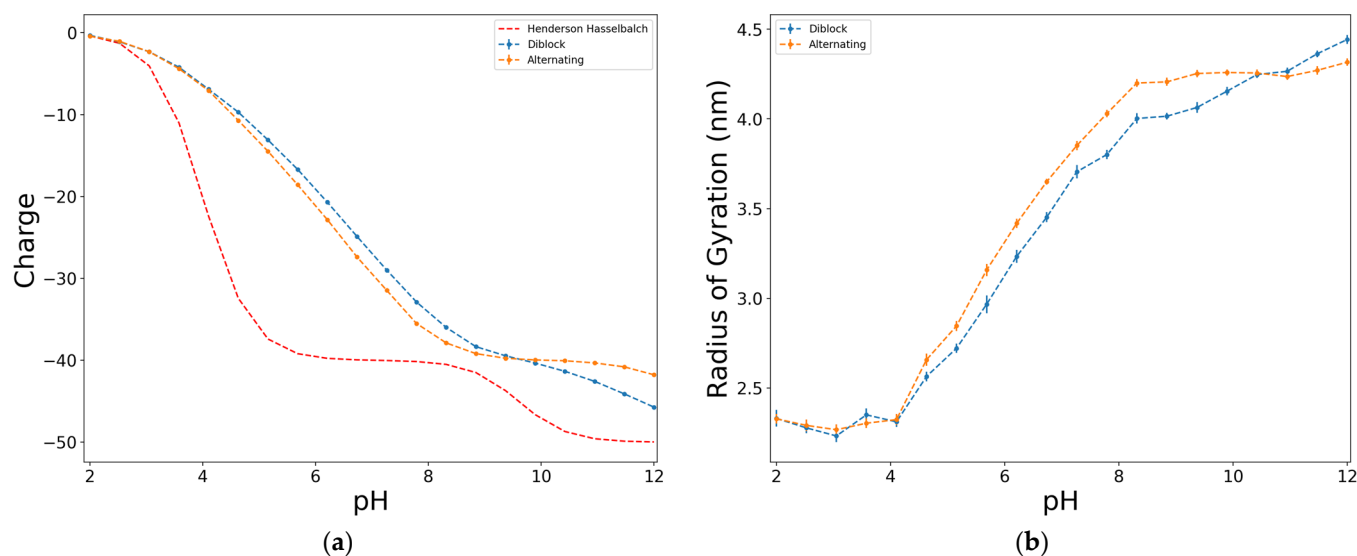 0
−10
−20
−30
−40
−50
Charge
2 4 6 8 10 12
pH
Henderson Hasselbalch
Diblock
Alternating
(a)
4.5
4.0
3.5
3.0
2.5
Radius of Gyration (nm)
2 4 6 8 10 12
pH
Diblock
Alternating
(b)